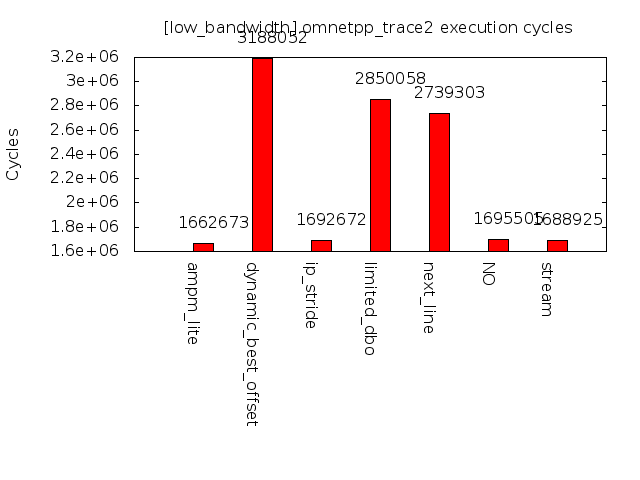 [low_bandwidth] omnetpp_trace2 execution cycles
3188052
3.2e+06
3e+06
2.8e+06
2.6e+06
2.4e+06
2.2e+06
2e+06
1.8e+06
1.6e+06
Cycles
1662673
1692672
2850058
2739303
1695505
1688925
ampm_lite
dynamic_best_offset
ip_stride
limited_dbo
next_line
NO
stream